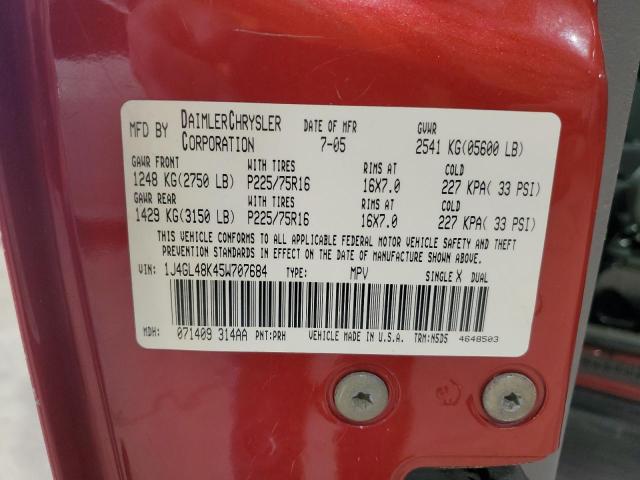 MFD BY DAIMLERCHRYSLER CORPORATION DATE OF MFR 7-05 GVWR 2541 KG(05600 LB)
GAWR FRONT WITH TIRES RIMS AT COLD
1248 KG(2750 LB) P225/75R16 16X7.0 227 KPA( 33 PSI)
GAWR REAR WITH TIRES RIMS AT COLD
1429 KG(3150 LB) P225/75R16 16X7.0 227 KPA( 33 PSI)
THIS VEHICLE CONFORMS TO ALL APPLICABLE FEDERAL MOTOR VEHICLE SAFETY AND THEFT
PREVENTION STANDARDS IN EFFECT ON THE DATE OF MANUFACTURE SHOWN ABOVE.
VIN: 1J4GL48K45W707684 TYPE: MPV SINGLE X DUAL
MDH: 071409 314AA PNT:PRH VEHICLE MADE IN U.S.A. TRM:N5D5 4648503